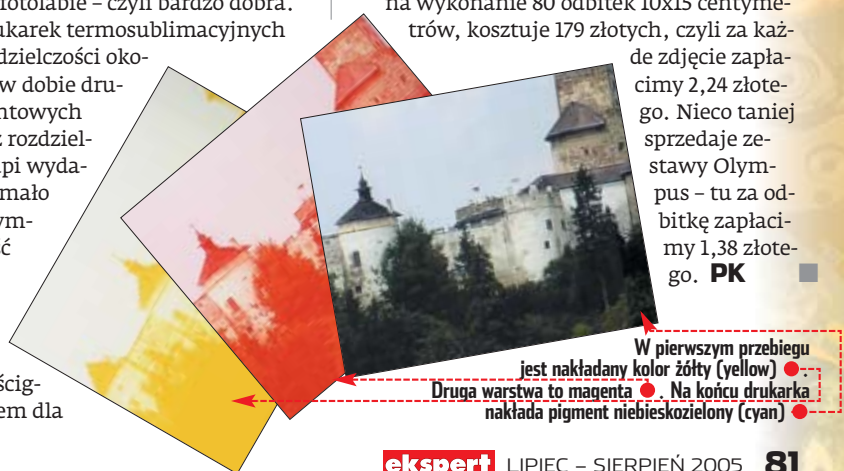 fotolabie – czyli bardzo dobra.
ukarek termosublimacyjnych
dzielczości oko-
w dobie dru-
ntowych
z rozdziel-
pi wyda-
mało
ym-
ć
ścig-
em dla
na wykonanie 80 odbitek 10x15 centyme-
trów, kosztuje 179 złotych, czyli za każ-
de zdjęcie zapła-
cimy 2,24 złote-
go. Nieco taniej
sprzedaje ze-
stawy Olym-
pus – tu za od-
bitkę zapłaci-
my 1,38 złote-
go. PK
W pierwszym przebiegu
jest nakładany kolor żółty (yellow) .
Druga warstwa to magenta . Na końcu drukarka
nakłada pigment niebieskozielony (cyan)
ekspert LIPIEC – SIERPIEŃ 2005 81